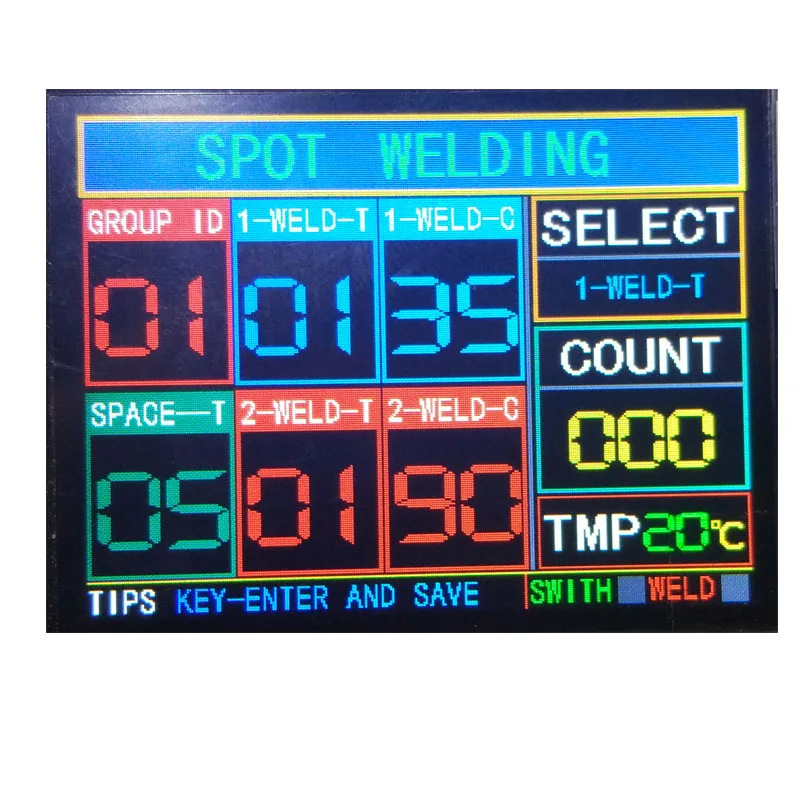 SPOT WELDING
GROUP ID 1-WELD-T 1-WELD-C SELECT
1-WELD-T
01 01 35
COUNT
SPACE--T 2-WELD-T 2-WELD-C
000
05 01 90
TMP20℃
TIPS KEY-ENTER AND SAVE SWITH WELD